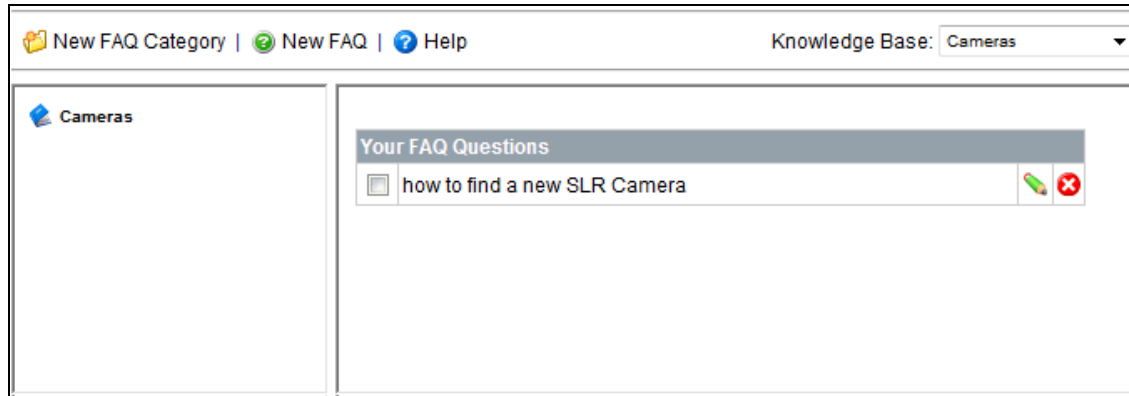 New FAQ Category | New FAQ | Help Knowledge Base: Cameras
Cameras
Your FAQ Questions
how to find a new SLR Camera